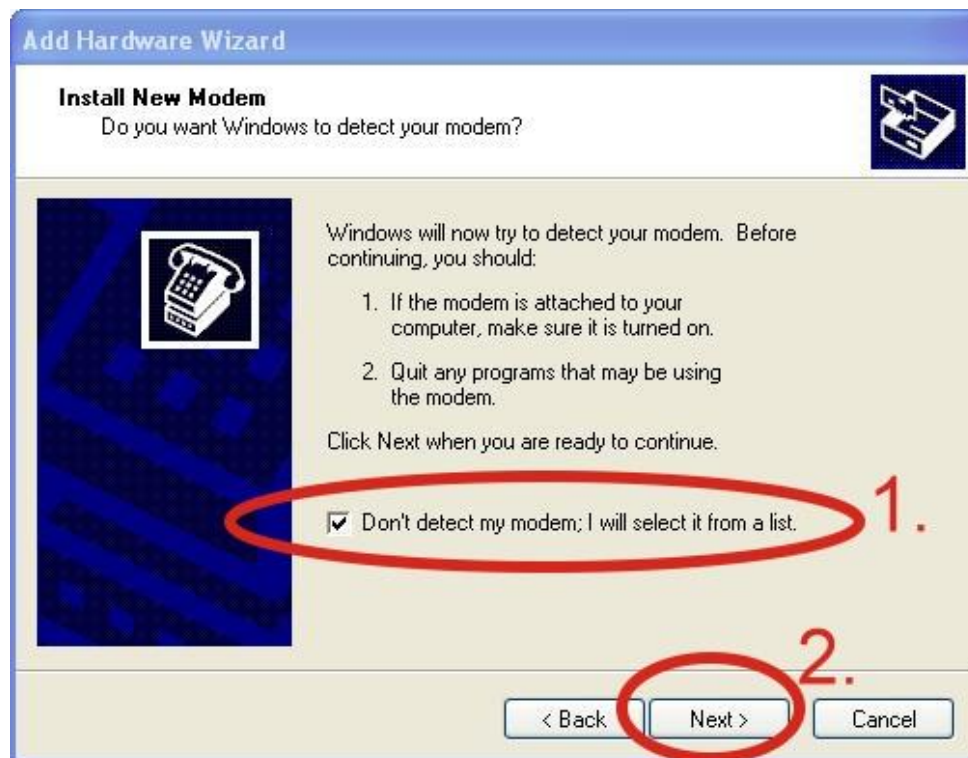 Add Hardware Wizard
Install New Modem
Do you want Windows to detect your modem?
Windows will now try to detect your modem. Before
continuing, you should:
1. If the modem is attached to your
computer, make sure it is turned on.
2. Quit any programs that may be using
the modem.
Click Next when you are ready to continue.
Don't detect my modem; I will select it from a list.
1.
2.
< Back
Next >
Cancel